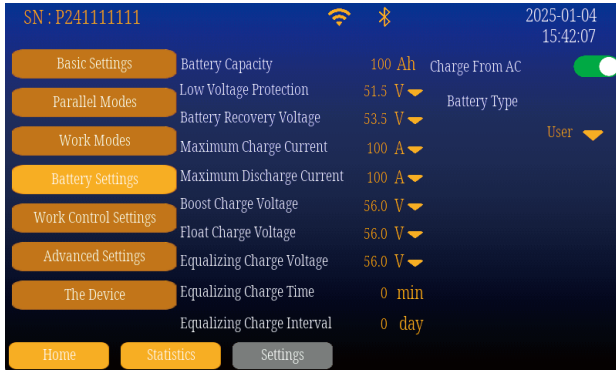 SN : P241111111
2025-01-04
15:42:07
Basic Settings
Parallel Modes
Work Modes
Battery Settings
Work Control Settings
Advanced Settings
The Device
Battery Capacity 100 Ah
Low Voltage Protection 51.5 V
Battery Recovery Voltage 53.5 V
Maximum Charge Current 100 A
Maximum Discharge Current 100 A
Boost Charge Voltage 56.0 V
Float Charge Voltage 56.0 V
Equalizing Charge Voltage 56.0 V
Equalizing Charge Time 0 min
Equalizing Charge Interval 0 day
Charge From AC
Battery Type
User
Home Statistics Settings